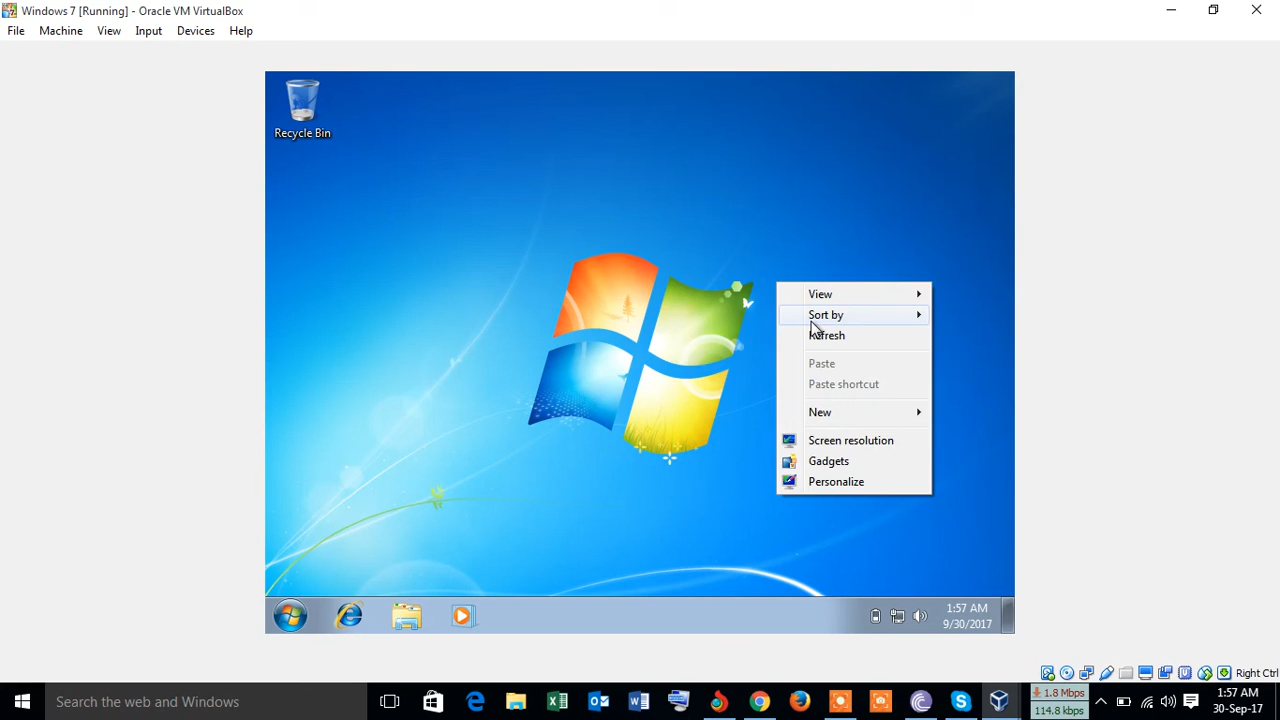 Windows 7 [Running] - Oracle VM VirtualBox
File Machine View Input Devices Help
Recycle Bin
View
Sort by
Refresh
Paste
Paste shortcut
New
Screen resolution
Gadgets
Personalize
1:57 AM
9/30/2017
Right Ctrl
Search the web and Windows
1.8 Mbps
114.8 kbps
1:57 AM
30-Sep-17